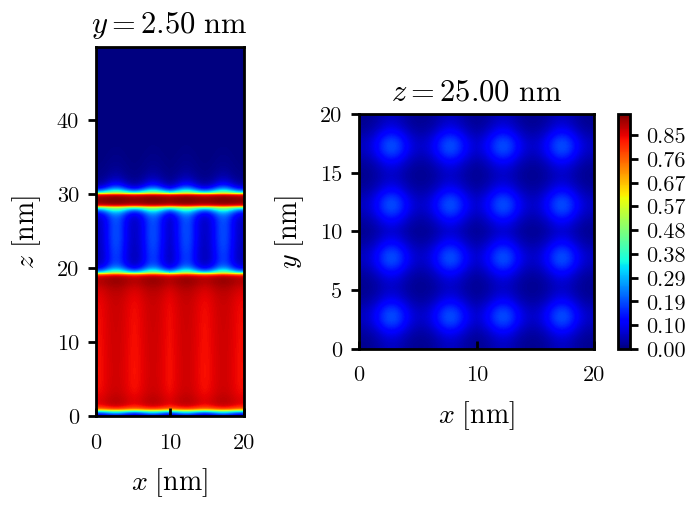 y = 2.50 nm
40
30
20
10
0
z [nm]
0 10 20
x [nm]
z = 25.00 nm
20
15
10
5
0
y [nm]
0 10 20
x [nm]
0.85
0.76
0.67
0.57
0.48
0.38
0.29
0.19
0.10
0.00